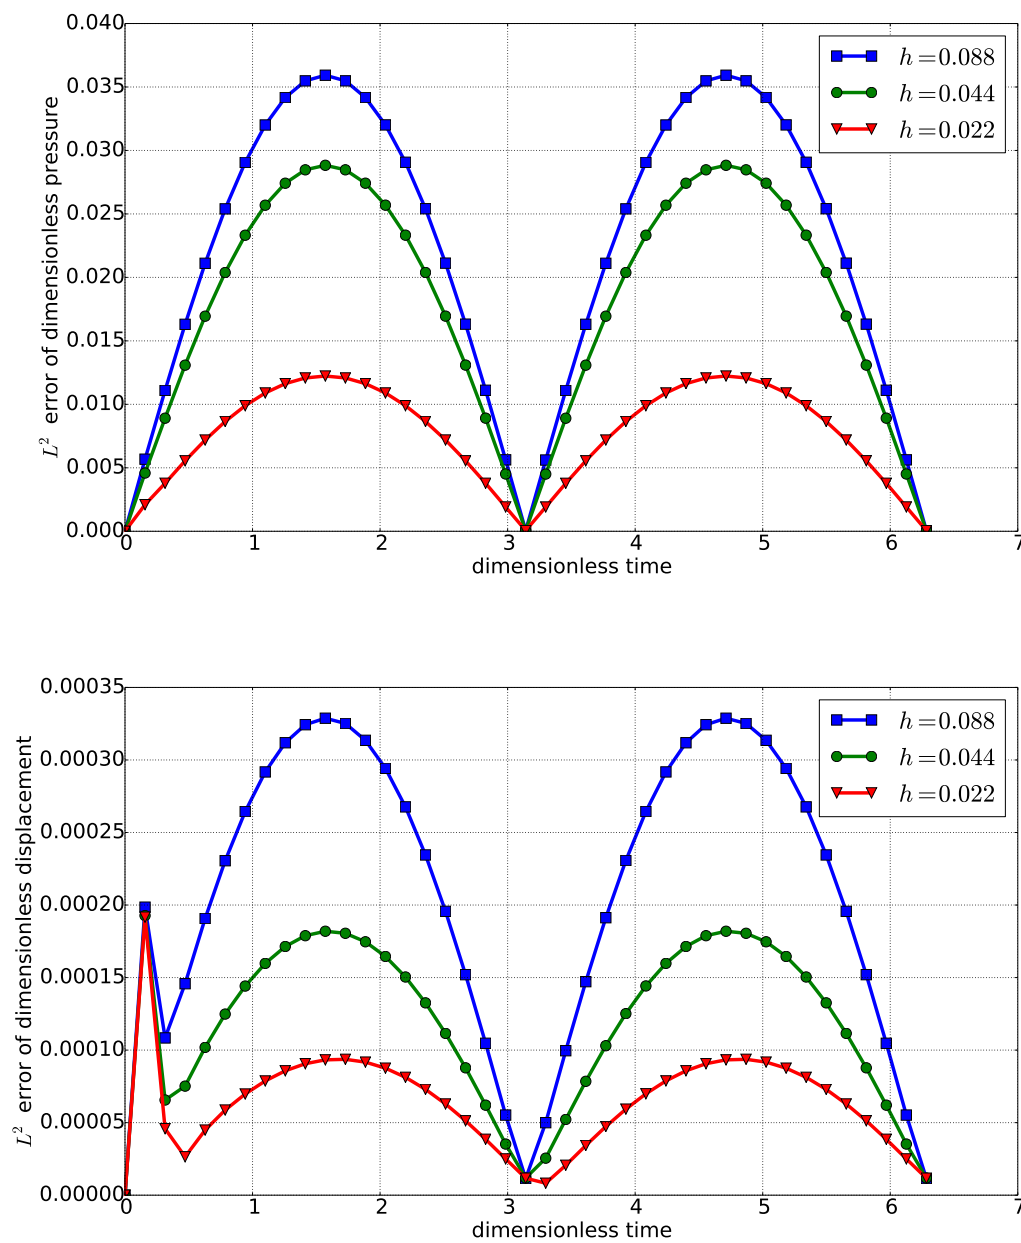 0.040
0.035
0.030
0.025
0.020
0.015
0.010
0.005
0.000
L² error of dimensionless pressure
h=0.088
h=0.044
h=0.022
0 1 2 3 4 5 6 7
dimensionless time
0.00035
0.00030
0.00025
0.00020
0.00015
0.00010
0.00005
0.00000
L² error of dimensionless displacement
h=0.088
h=0.044
h=0.022
0 1 2 3 4 5 6 7
dimensionless time